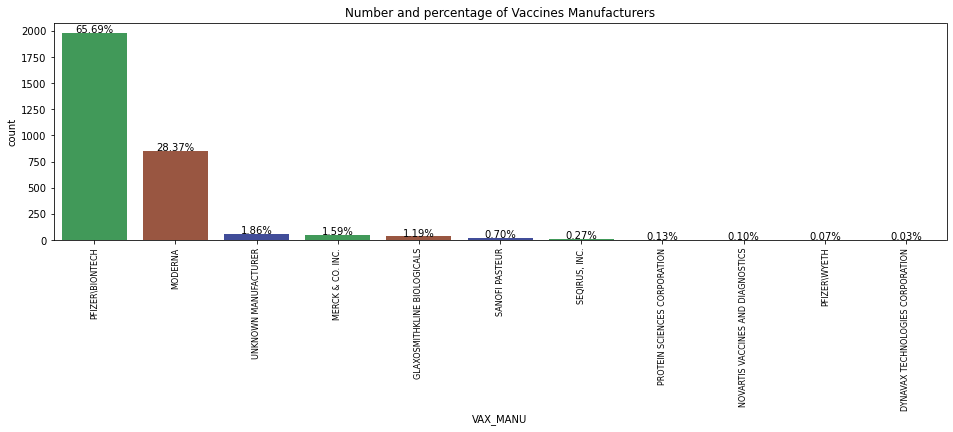 Number and percentage of Vaccines Manufacturers
count
2000
1750
1500
1250
1000
750
500
250
0
65.69%
28.37%
1.86%
1.59%
1.19%
0.70%
0.27%
0.13%
0.10%
0.07%
0.03%
PFIZER\BIONTECH
MODERNA
UNKNOWN MANUFACTURER
MERCK & CO. INC.
GLAXOSMITHKLINE BIOLOGICALS
SANOFI PASTEUR
SEQIRUS, INC.
PROTEIN SCIENCES CORPORATION
NOVARTIS VACCINES AND DIAGNOSTICS
PFIZER\WYETH
DYNAVAX TECHNOLOGIES CORPORATION
VAX_MANU